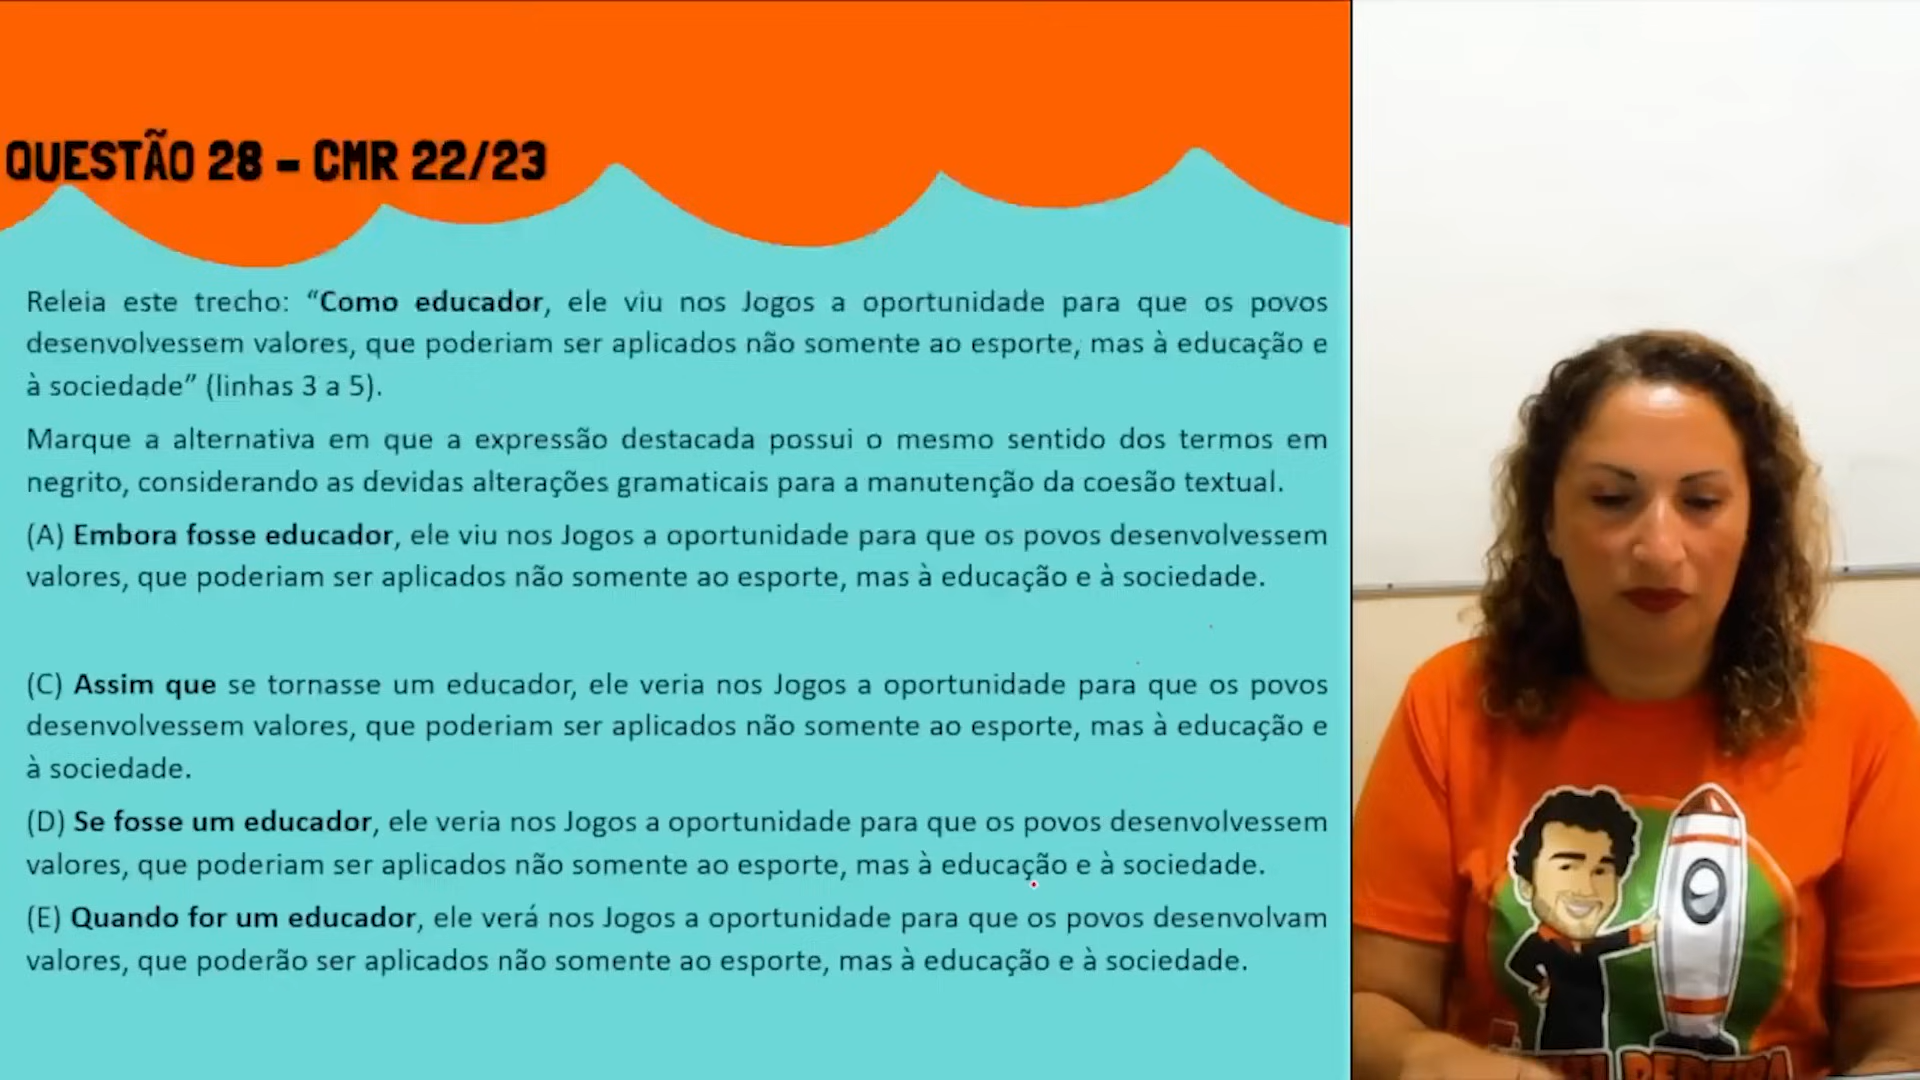 QUESTÃO 28 – CMR 22/23
Releia este trecho: “Como educador, ele viu nos Jogos a oportunidade para que os povos
desenvolvessem valores, que poderiam ser aplicados não somente ao esporte, mas à educação e
à sociedade” (linhas 3 a 5).
Marque a alternativa em que a expressão destacada possui o mesmo sentido dos termos em
negrito, considerando as devidas alterações gramaticais para a manutenção da coesão textual.
(A) Embora fosse educador, ele viu nos Jogos a oportunidade para que os povos desenvolvessem
valores, que poderiam ser aplicados não somente ao esporte, mas à educação e à sociedade.
(C) Assim que se tornasse um educador, ele veria nos Jogos a oportunidade para que os povos
desenvolvessem valores, que poderiam ser aplicados não somente ao esporte, mas à educação e
à sociedade.
(D) Se fosse um educador, ele veria nos Jogos a oportunidade para que os povos desenvolvessem
valores, que poderiam ser aplicados não somente ao esporte, mas à educação e à sociedade.
(E) Quando for um educador, ele verá nos Jogos a oportunidade para que os povos desenvolvam
valores, que poderão ser aplicados não somente ao esporte, mas à educação e à sociedade.